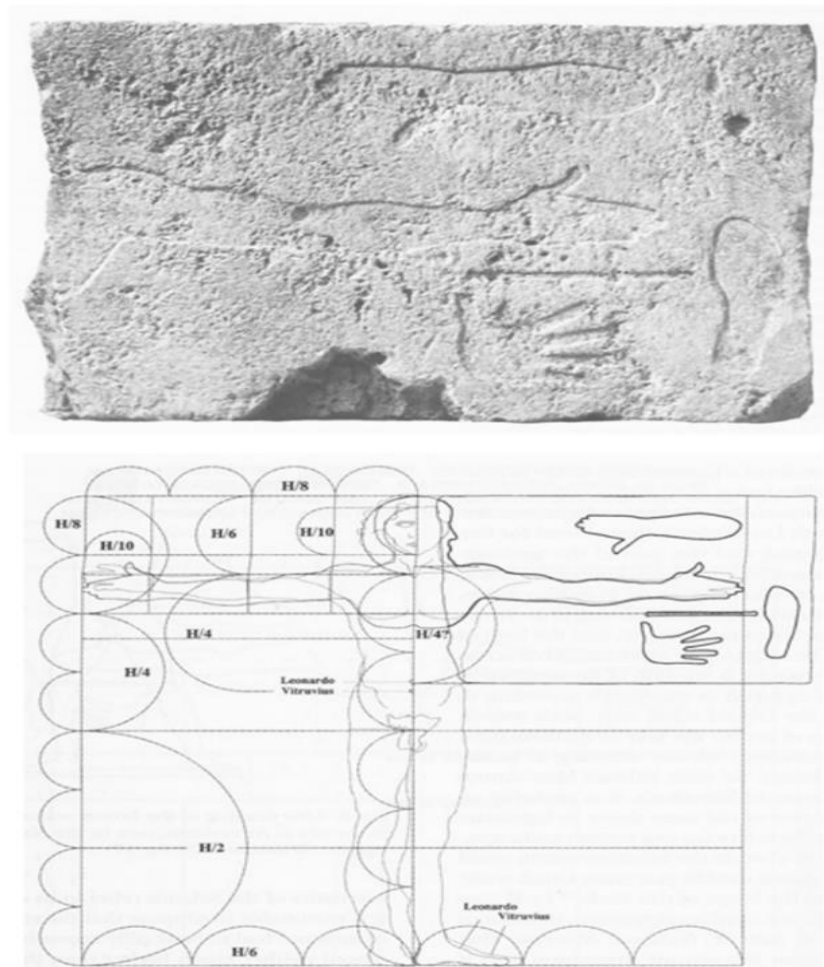 H/8
H/8
H/6
H/10
H/10
H/4
H/4?
H/4
Leonardo
Vitruvius
H/2
Leonardo
Vitruvius
H/6